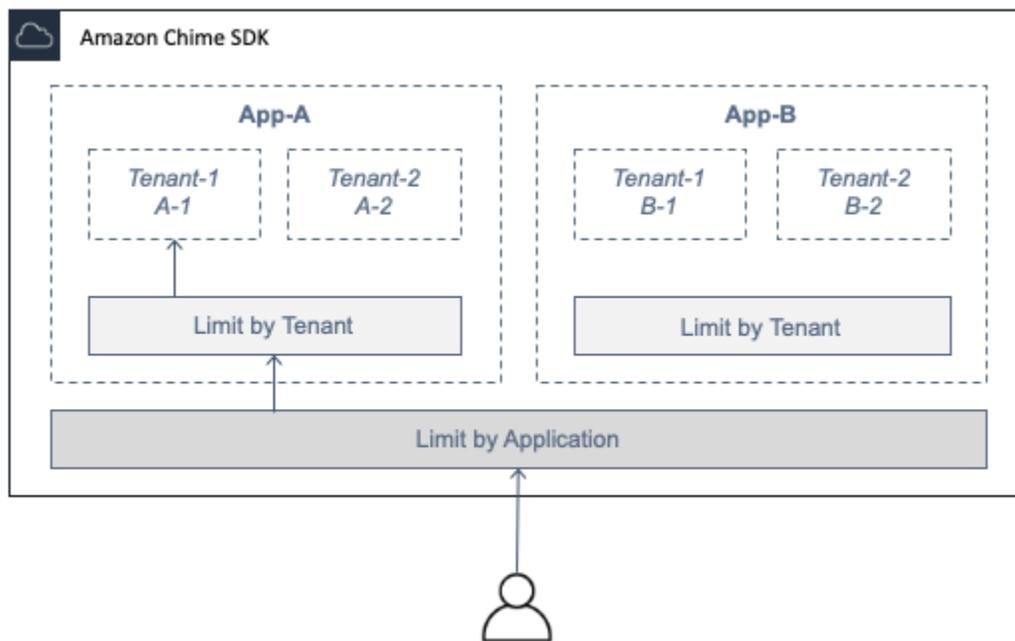 Amazon Chime SDK
App-A
App-B
Tenant-1
A-1
Tenant-2
A-2
Tenant-1
B-1
Tenant-2
B-2
Limit by Tenant
Limit by Tenant
Limit by Application